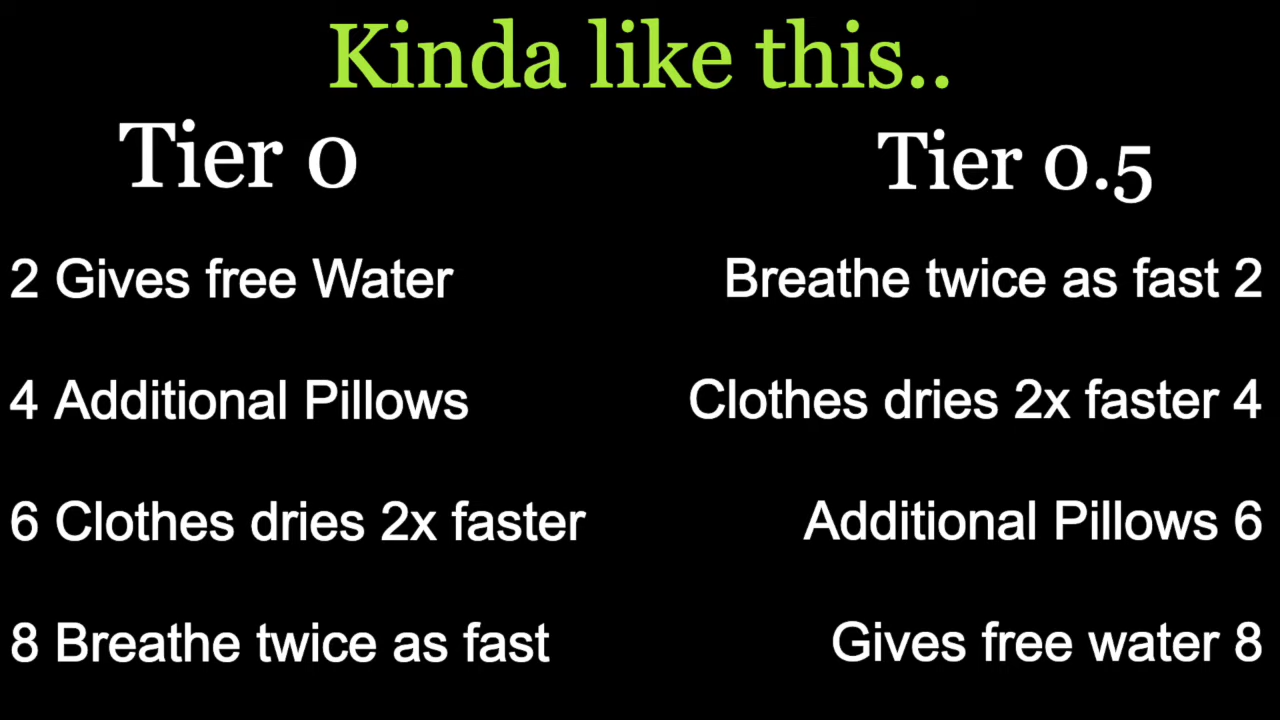 Kinda like this..
Tier 0
Tier 0.5
2 Gives free Water
Breathe twice as fast 2
4 Additional Pillows
Clothes dries 2x faster 4
6 Clothes dries 2x faster
Additional Pillows 6
8 Breathe twice as fast
Gives free water 8